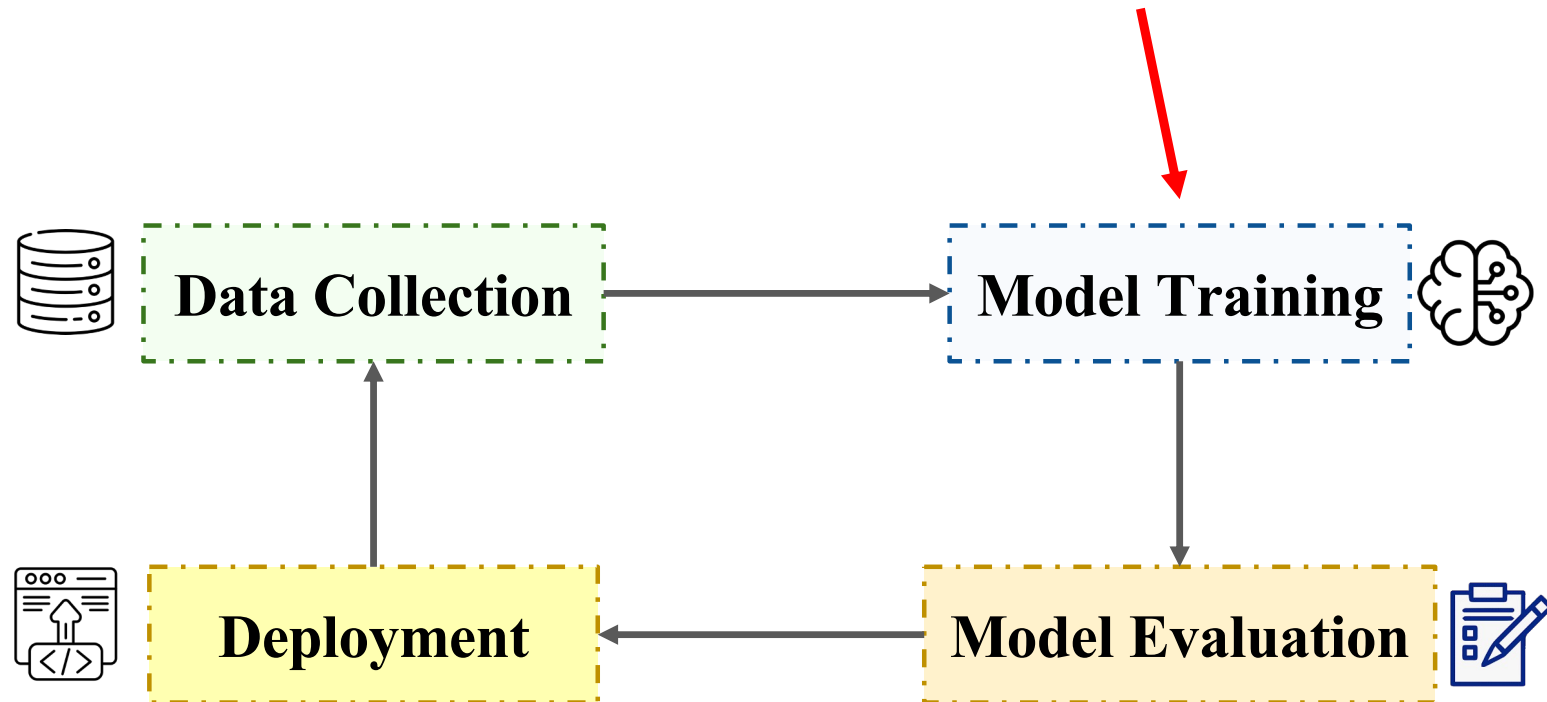 Data Collection
Model Training
Deployment
</>
Model Evaluation